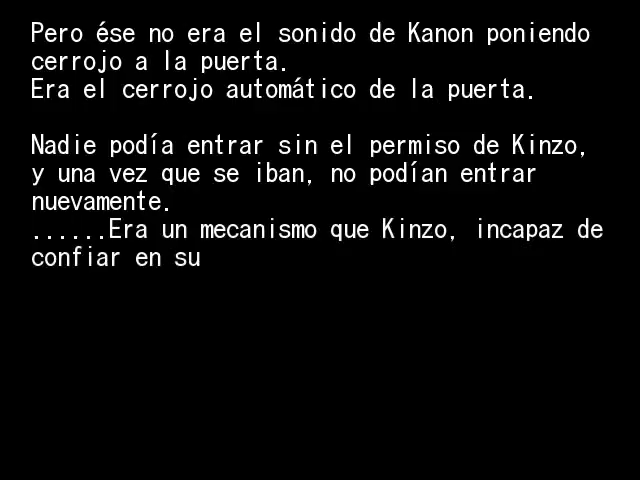 Pero ése no era el sonido de Kanon poniendo
cerrojo a la puerta.
Era el cerrojo automático de la puerta.
Nadie podía entrar sin el permiso de Kinzo,
y una vez que se iban, no podían entrar
nuevamente.
......Era un mecanismo que Kinzo, incapaz de
confiar en su